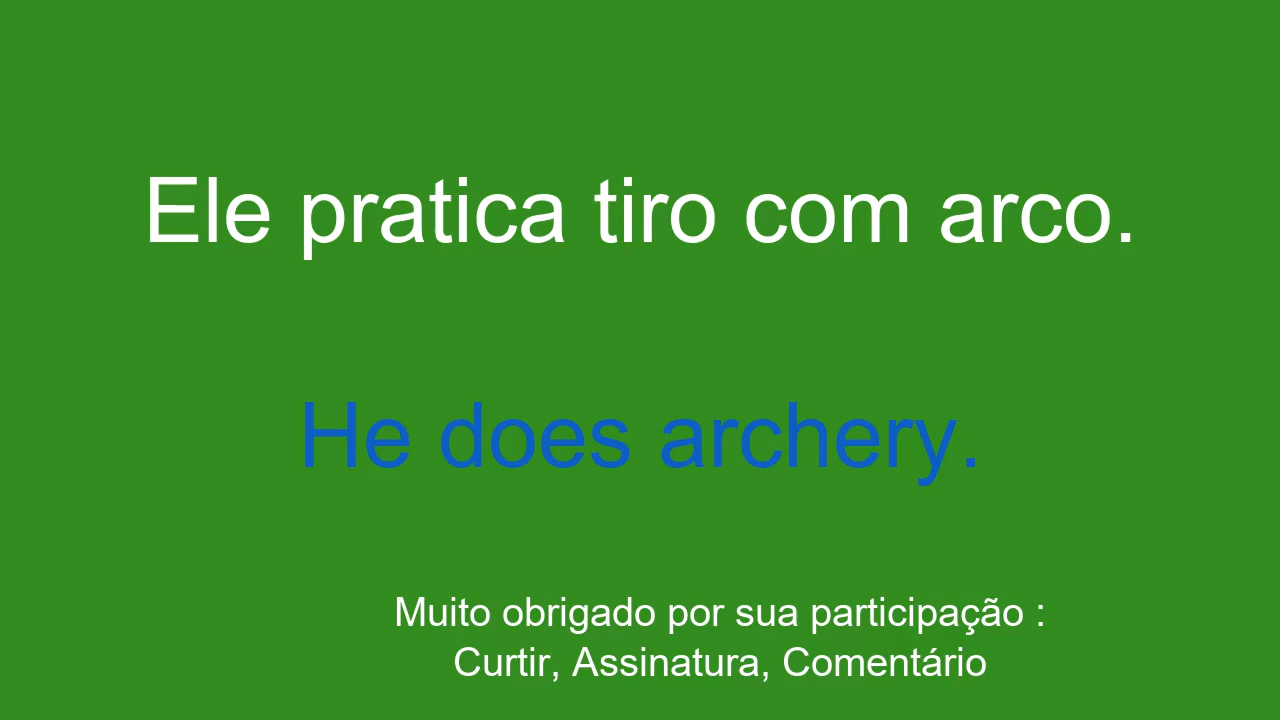 Ele pratica tiro com arco.
He does archery.
Muito obrigado por sua participação :
Curtir, Assinatura, Comentário